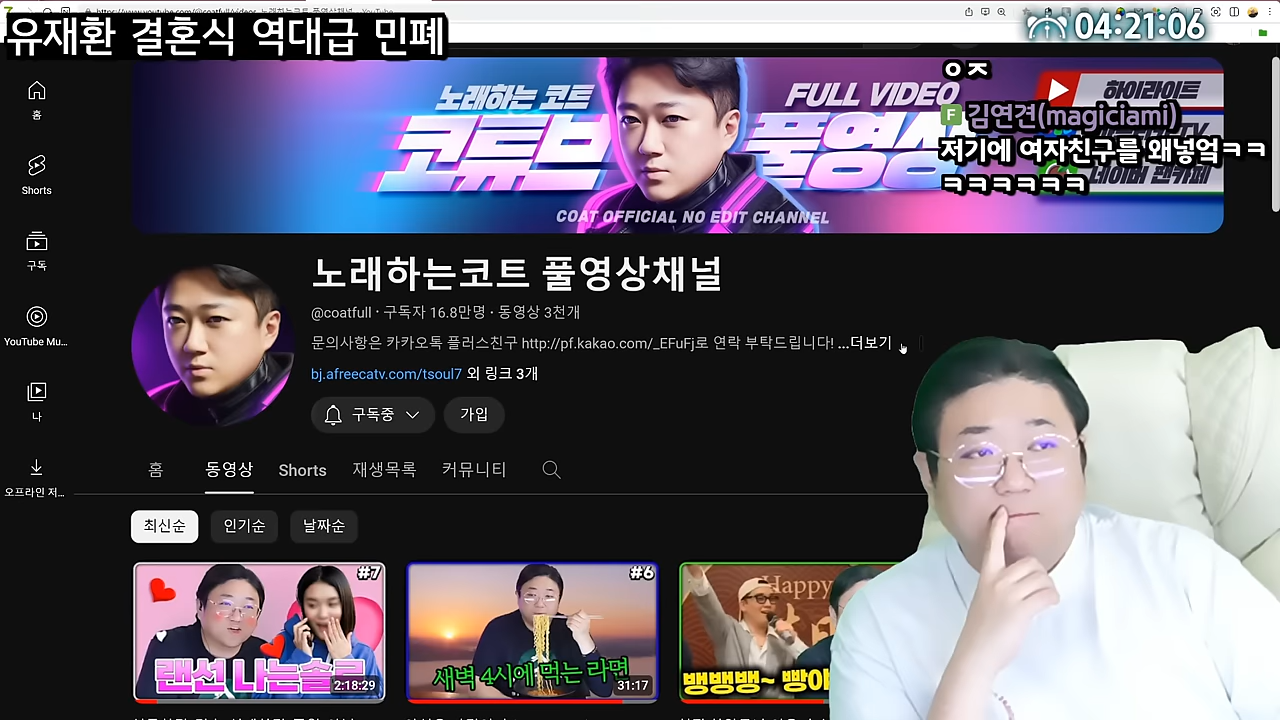 유재환 결혼식 역대급 민폐
04:21:06
ㅇㅈ
F 김연견(magiciami)
저기에 여자친구를 왜넣엌ㅋㅋ
ㅋㅋㅋㅋㅋㅋ
노래하는 코트
코튜브
FULL VIDEO
풀영상
COAT OFFICIAL NO EDIT CHANNEL
하이라이트
네이버 팬카페
홈
Shorts
구독
YouTube Mu...
나
오프라인 저...
노래하는코트 풀영상채널
@coatfull · 구독자 16.8만명 · 동영상 3천개
문의사항은 카카오톡 플러스친구 http://pf.kakao.com/_EFuFj로 연락 부탁드립니다! ...더보기
bj.afreecatv.com/tsoul7 외 링크 3개
구독중
가입
홈
동영상
Shorts
재생목록
커뮤니티
최신순
인기순
날짜순
#7
랜선 나는솔로
2:18:29
#6
새벽 4시에 먹는 라면
31:17
Happy
뱅뱅뱅~ 빵야